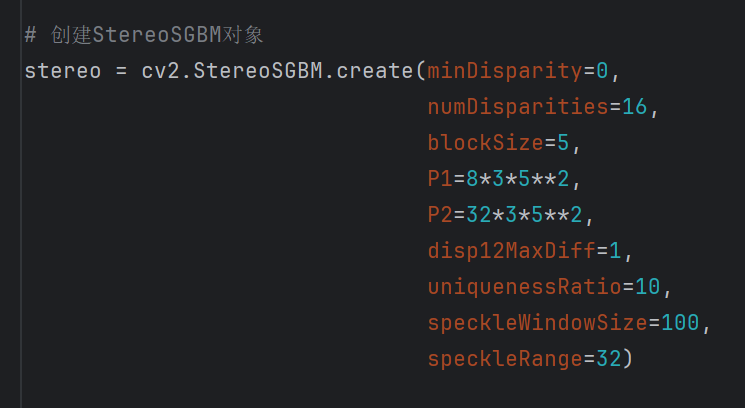 # 创建StereoSGBM对象
stereo = cv2.StereoSGBM.create(minDisparity=0,
numDisparities=16,
blockSize=5,
P1=8*3*5**2,
P2=32*3*5**2,
disp12MaxDiff=1,
uniquenessRatio=10,
speckleWindowSize=100,
speckleRange=32)